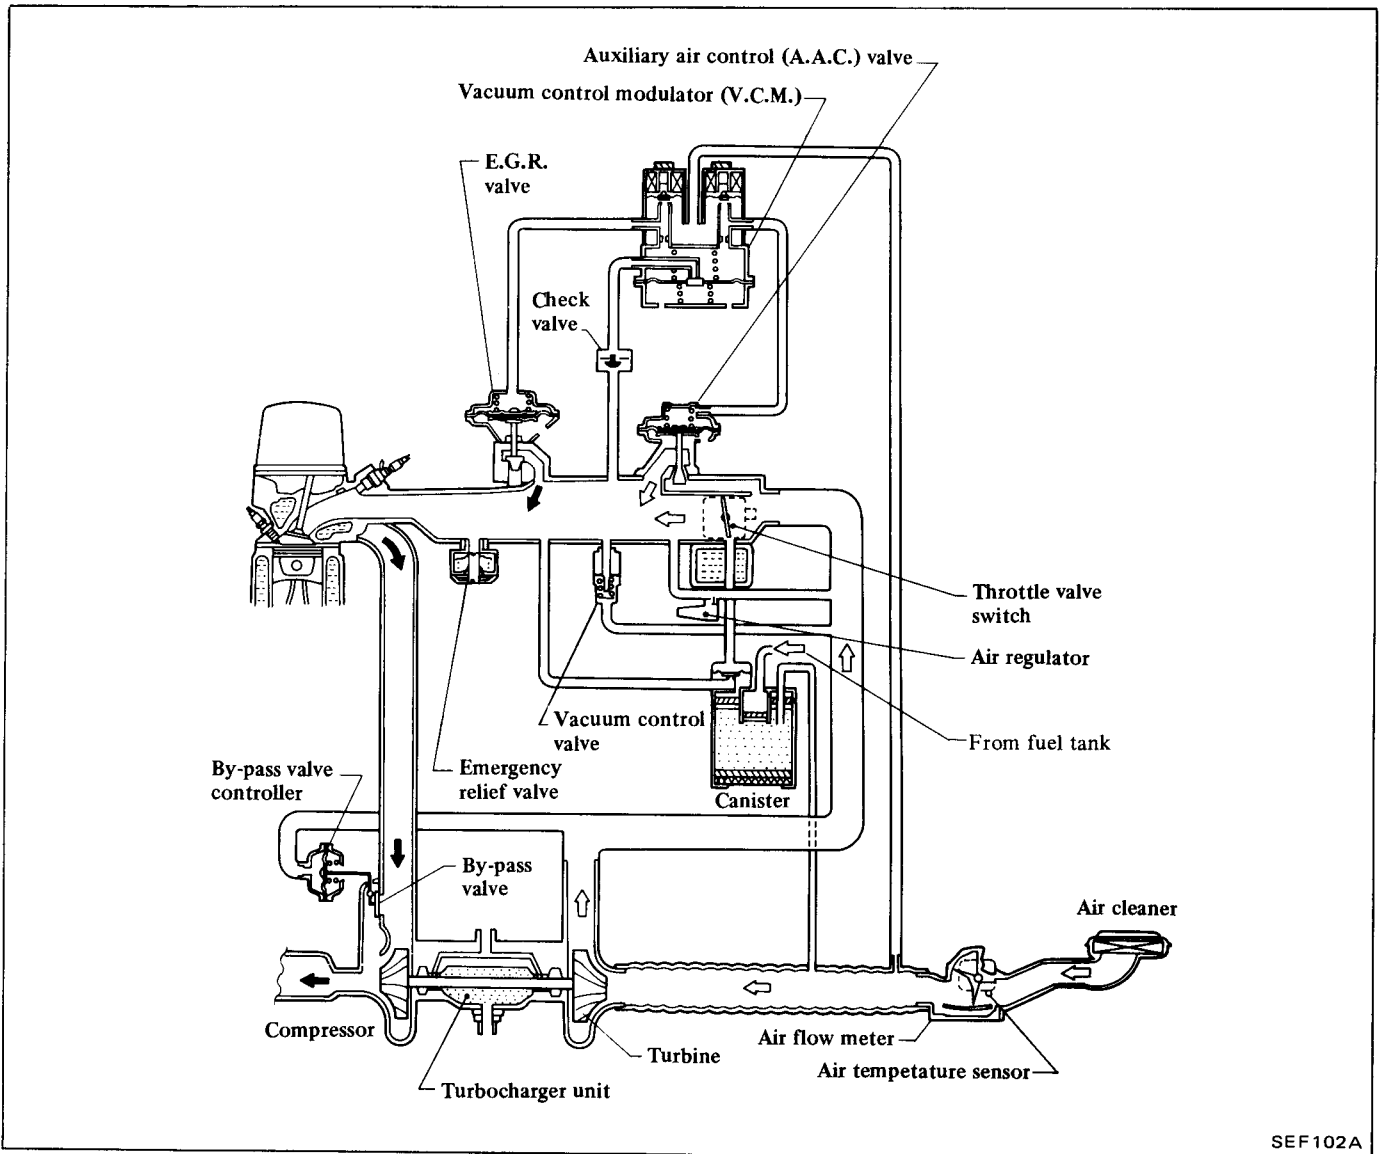 Auxiliary air control (A.A.C.) valve
Vacuum control modulator (V.C.M.)
E.G.R.
valve
Check
valve
Throttle valve
switch
Air regulator
Vacuum control
valve
From fuel tank
Emergency
relief valve
By-pass valve
controller
Canister
By-pass
valve
Air cleaner
Compressor
Turbine
Air flow meter
Air tempetature sensor
Turbocharger unit
SEF102A